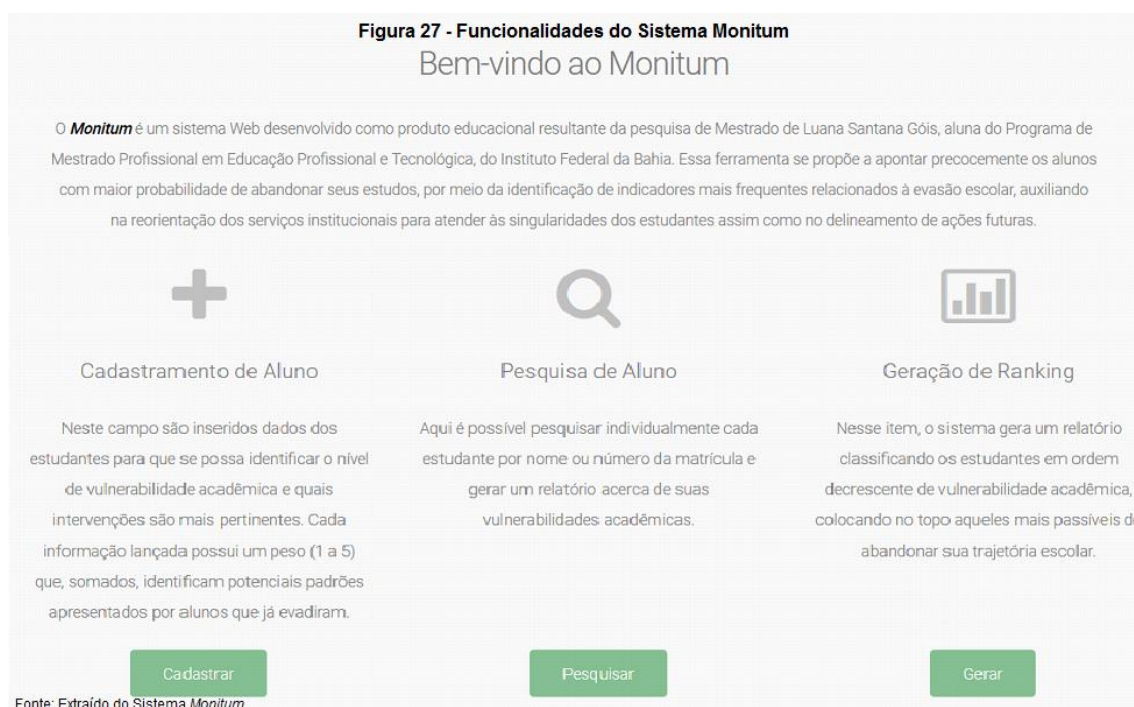 Figura 27 - Funcionalidades do Sistema Monitum
Bem-vindo ao Monitum
O Monitum é um sistema Web desenvolvido como produto educacional resultante da pesquisa de Mestrado de Luana Santana Góis, aluna do Programa de
Mestrado Profissional em Educação Profissional e Tecnológica, do Instituto Federal da Bahia. Essa ferramenta se propõe a apontar precocemente os alunos
com maior probabilidade de abandonar seus estudos, por meio da identificação de indicadores mais frequentes relacionados à evasão escolar, auxiliando
na reorientação dos serviços institucionais para atender às singularidades dos estudantes assim como no delineamento de ações futuras.
Cadastramento de Aluno
Neste campo são inseridos dados dos
estudantes para que se possa identificar o nível
de vulnerabilidade acadêmica e quais
intervenções são mais pertinentes. Cada
informação lançada possui um peso (1 a 5)
que, somados, identificam potenciais padrões
apresentados por alunos que já evadiram.
Cadastrar
Pesquisa de Aluno
Aqui é possível pesquisar individualmente cada
estudante por nome ou número da matrícula e
gerar um relatório acerca de suas
vulnerabilidades acadêmicas.
Pesquisar
Geração de Ranking
Nesse item, o sistema gera um relatório
classificando os estudantes em ordem
decrescente de vulnerabilidade acadêmica,
colocando no topo aqueles mais passíveis d
abandonar sua trajetória escolar.
Gerar
Fonte: Extraído do Sistema Monitum